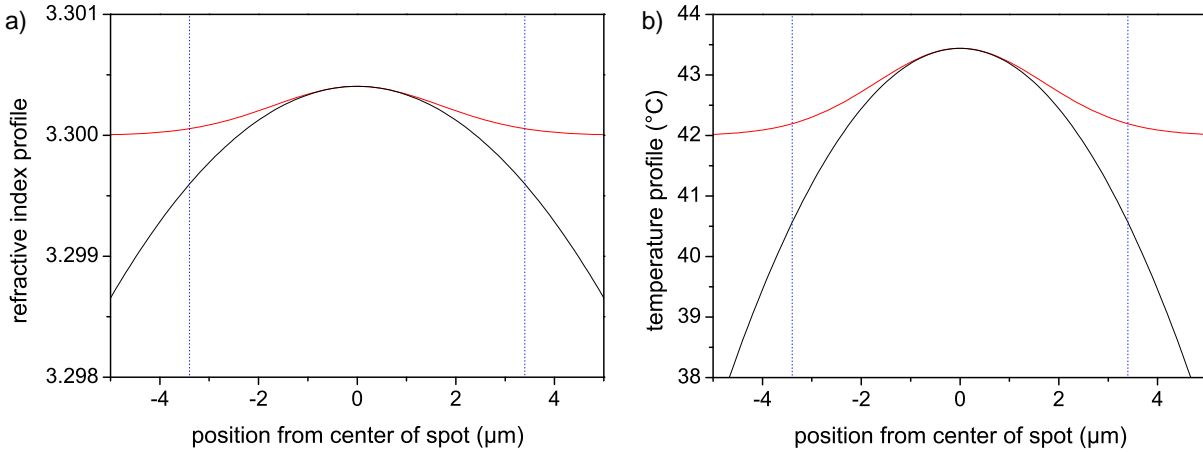 a)
3.301
3.300
3.299
3.298
refractive index profile
-4 -2 0 2 4
position from center of spot (µm)
b)
44
43
42
41
40
39
38
temperature profile (°C)
-4 -2 0 2 4
position from center of spot (µm)